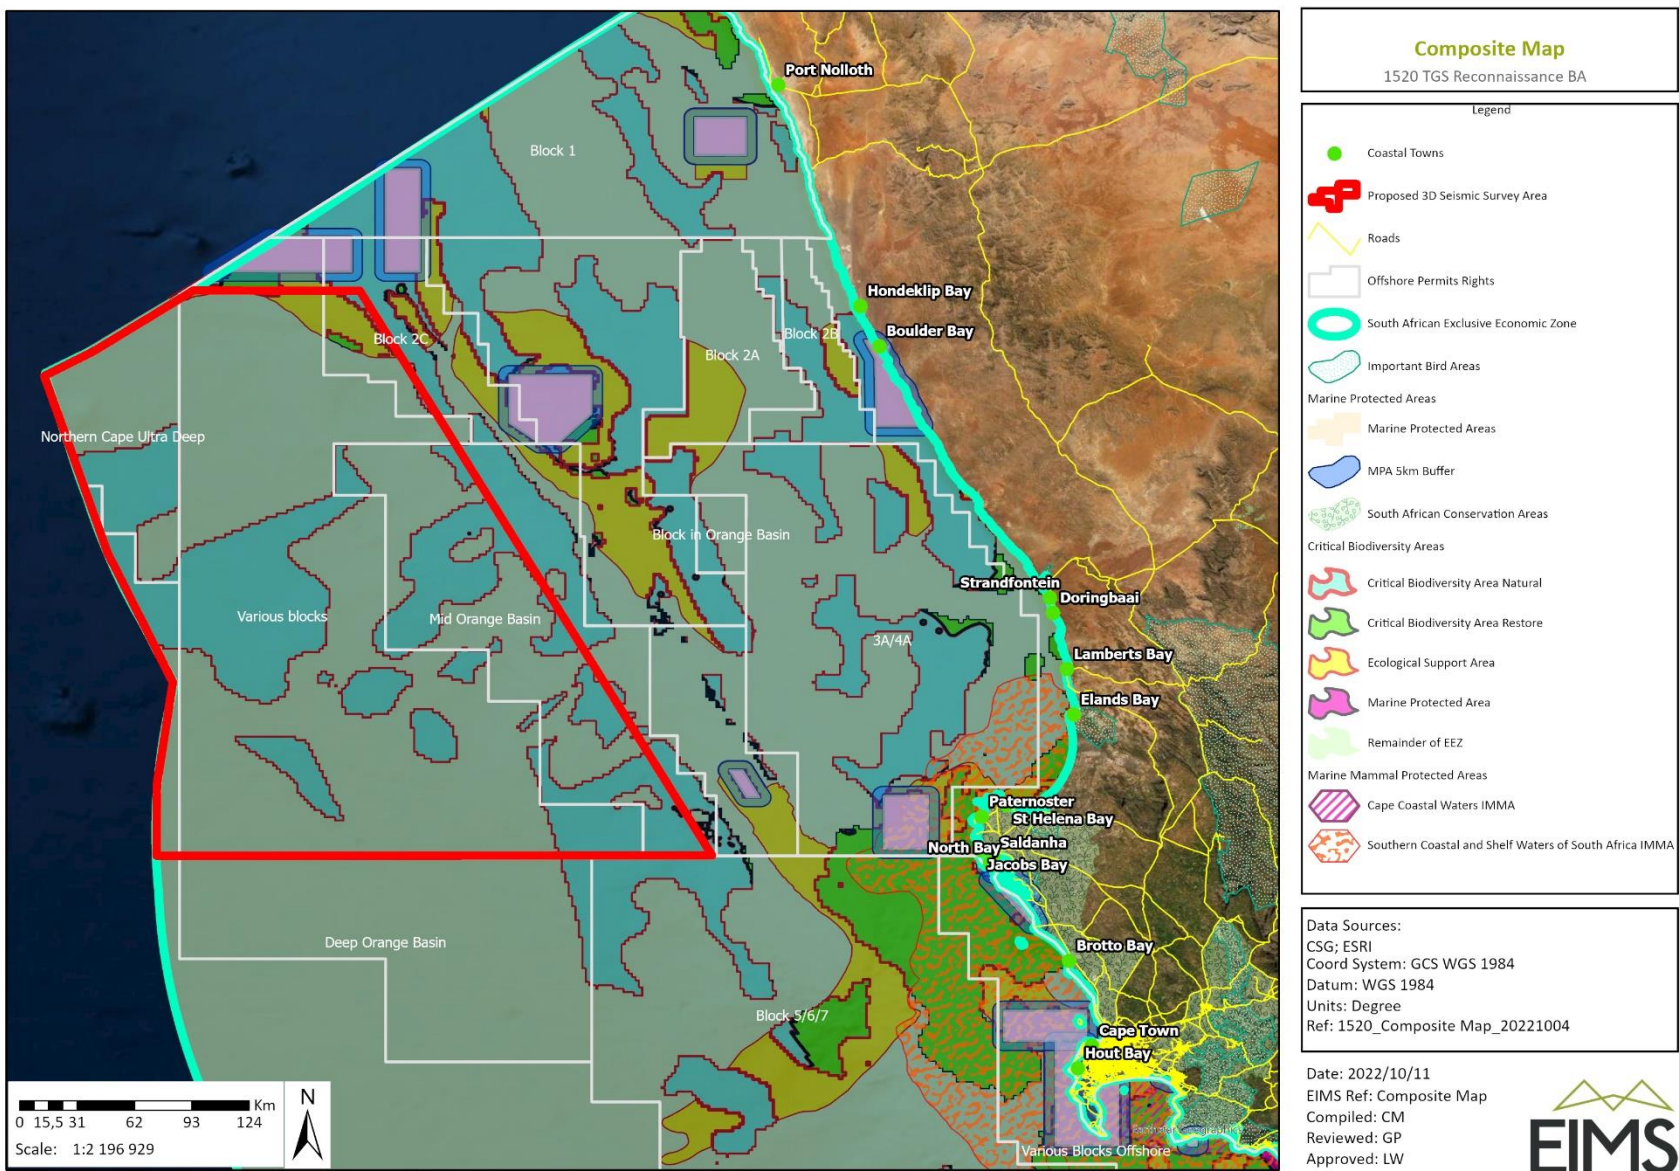 Port Nolloth
Block 1
Hondeklip Bay
Boulder Bay
Block 2B
Block 2C
Block 2A
Northern Cape Ultra Deep
Block in Orange Basin
Strandfontein
Doringbaai
Various blocks
Mid Orange Basin
3A/4A
Lamberts Bay
Elands Bay
Paternoster
St Helena Bay
North Bay
Saldanha
Jacobs Bay
Deep Orange Basin
Brotto Bay
Block 5/6/7
Cape Town
Hout Bay
Various Blocks Offshore
Km
0 15,5 31 62 93 124
Scale: 1:2 196 929
N
Composite Map
1520 TGS Reconnaissance BA
Legend
Coastal Towns
Proposed 3D Seismic Survey Area
Roads
Offshore Permits Rights
South African Exclusive Economic Zone
Important Bird Areas
Marine Protected Areas
Marine Protected Areas
MPA 5km Buffer
South African Conservation Areas
Critical Biodiversity Areas
Critical Biodiversity Area Natural
Critical Biodiversity Area Restore
Ecological Support Area
Marine Protected Area
Remainder of EEZ
Marine Mammal Protected Areas
Cape Coastal Waters IMMA
Southern Coastal and Shelf Waters of South Africa IMMA
Data Sources:
CSG; ESRI
Coord System: GCS WGS 1984
Datum: WGS 1984
Units: Degree
Ref: 1520_Composite Map_20221004
Date: 2022/10/11
EIMS Ref: Composite Map
Compiled: CM
Reviewed: GP
Approved: LW
EIMS